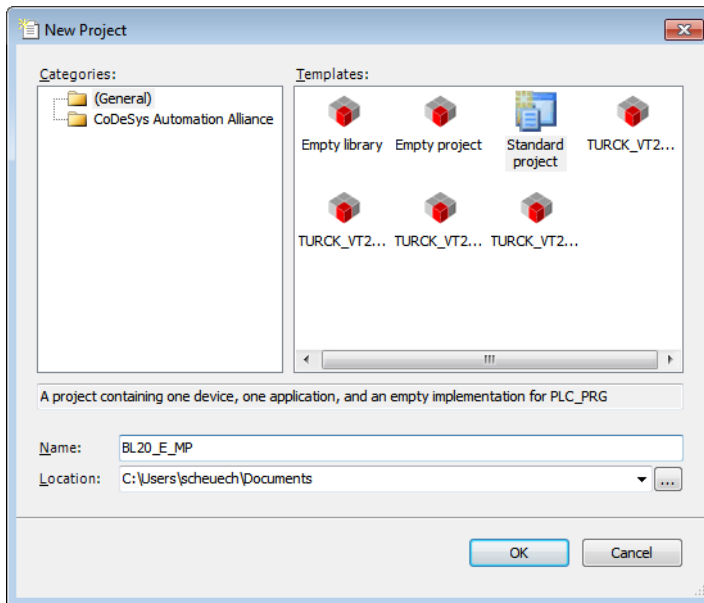 New Project
Categories:
Templates:
(General)
CoDeSys Automation Alliance
Empty library
Empty project
Standard
project
TURCK_VT2...
TURCK_VT2...
TURCK_VT2...
TURCK_VT2...
A project containing one device, one application, and an empty implementation for PLC_PRG
Name:
BL20_E_MP
Location:
C:\Users\scheuech\Documents
...
OK
Cancel